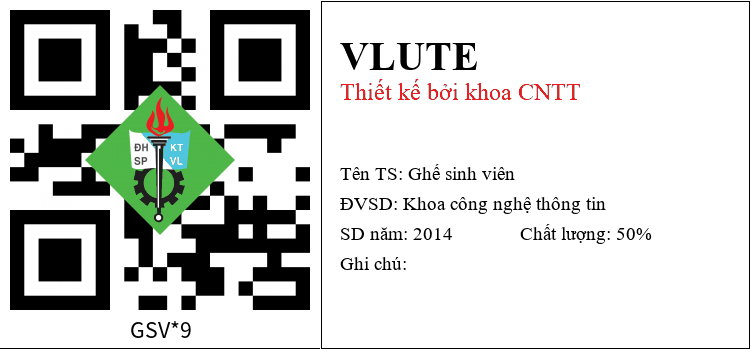 ĐH
KT
SP
VL
GSV*9
VLUTE
Thiết kế bởi khoa CNTT
Tên TS: Ghế sinh viên
ĐVSD: Khoa công nghệ thông tin
SD năm: 2014 Chất lượng: 50%
Ghi chú: